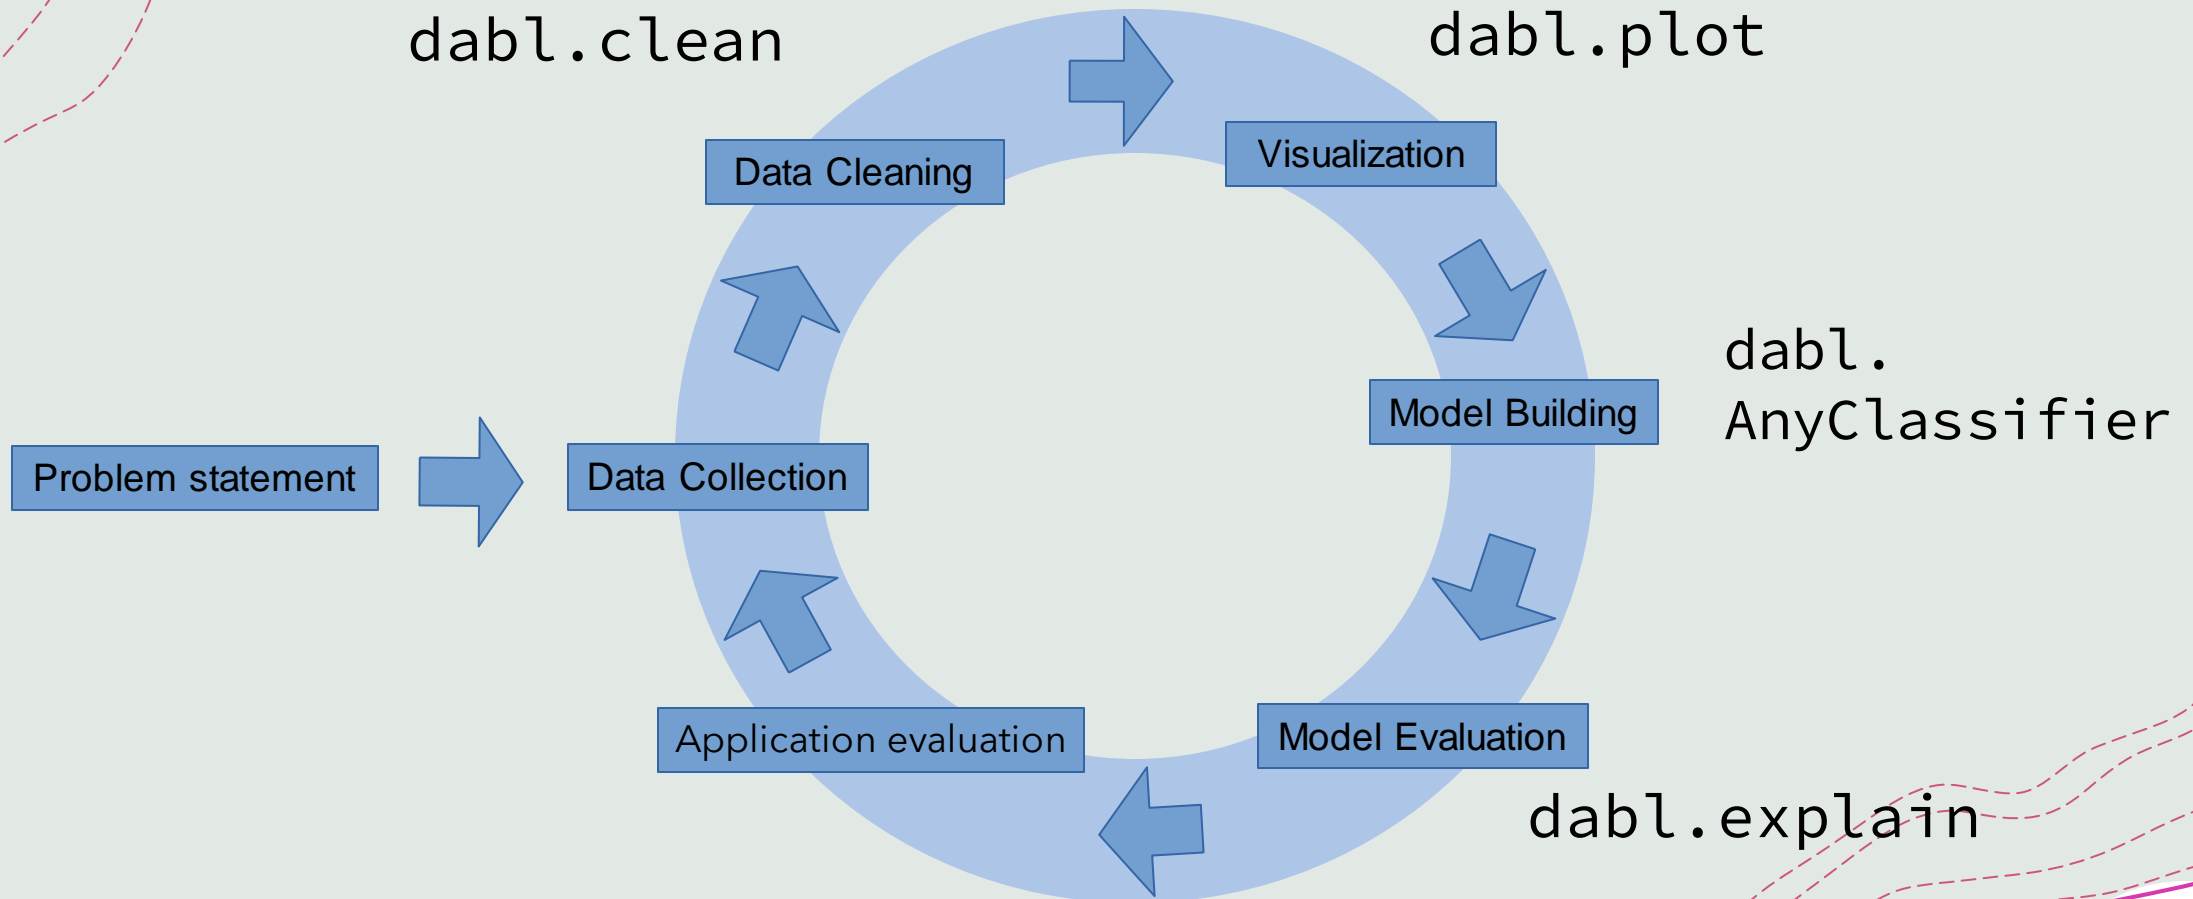 dabl.clean
dabl.plot
Data Cleaning
Visualization
dabl.
AnyClassifier
Model Building
Problem statement
Data Collection
Application evaluation
Model Evaluation
dabl.explain